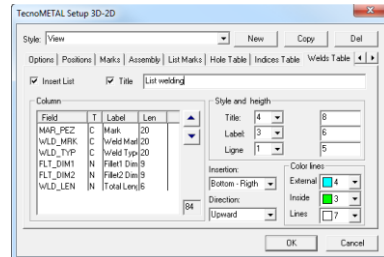 TecnoMETAL Setup 3D-2D
Style: View New Copy Del
Options Positions Marks Assembly List Marks Hole Table Indices Table Welds Table
Insert List Title List welding
Column
Field T Label Len
MAR_PEZ C Mark 20
WLD_MRK C Weld Marl 20
WLD_TYP C Weld Type 20
FLT_DIM1 N Fillet1 Dim 9
FLT_DIM2 N Fillet2 Dim 9
WLD_LEN N Total Leng 6
84
Style and heigth
Title: 4 8
Label: 3 6
Ligne 1 5
Insertion:
Bottom - Rigth
Direction:
Upward
Color lines
External 4
Inside 3
Lines 7
OK Cancel